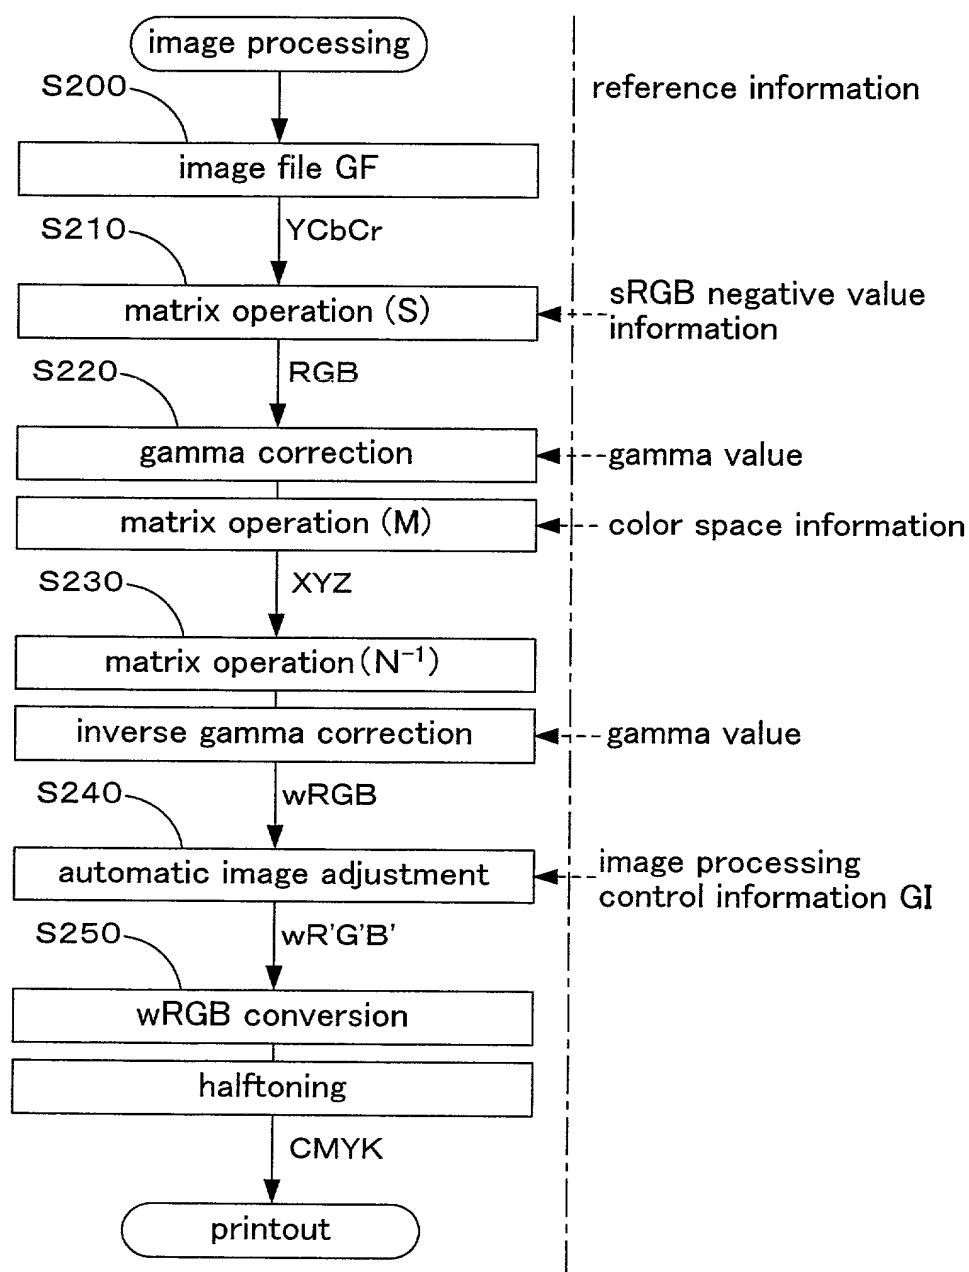 image processing
reference information
S200
image file GF
S210
YCbCr
matrix operation (S)
sRGB negative value
information
S220
RGB
gamma correction
gamma value
matrix operation (M)
color space information
S230
XYZ
matrix operation (N⁻¹)
inverse gamma correction
gamma value
S240
wRGB
automatic image adjustment
image processing
control information GI
S250
wR'G'B'
wRGB conversion
halftoning
CMYK
printout